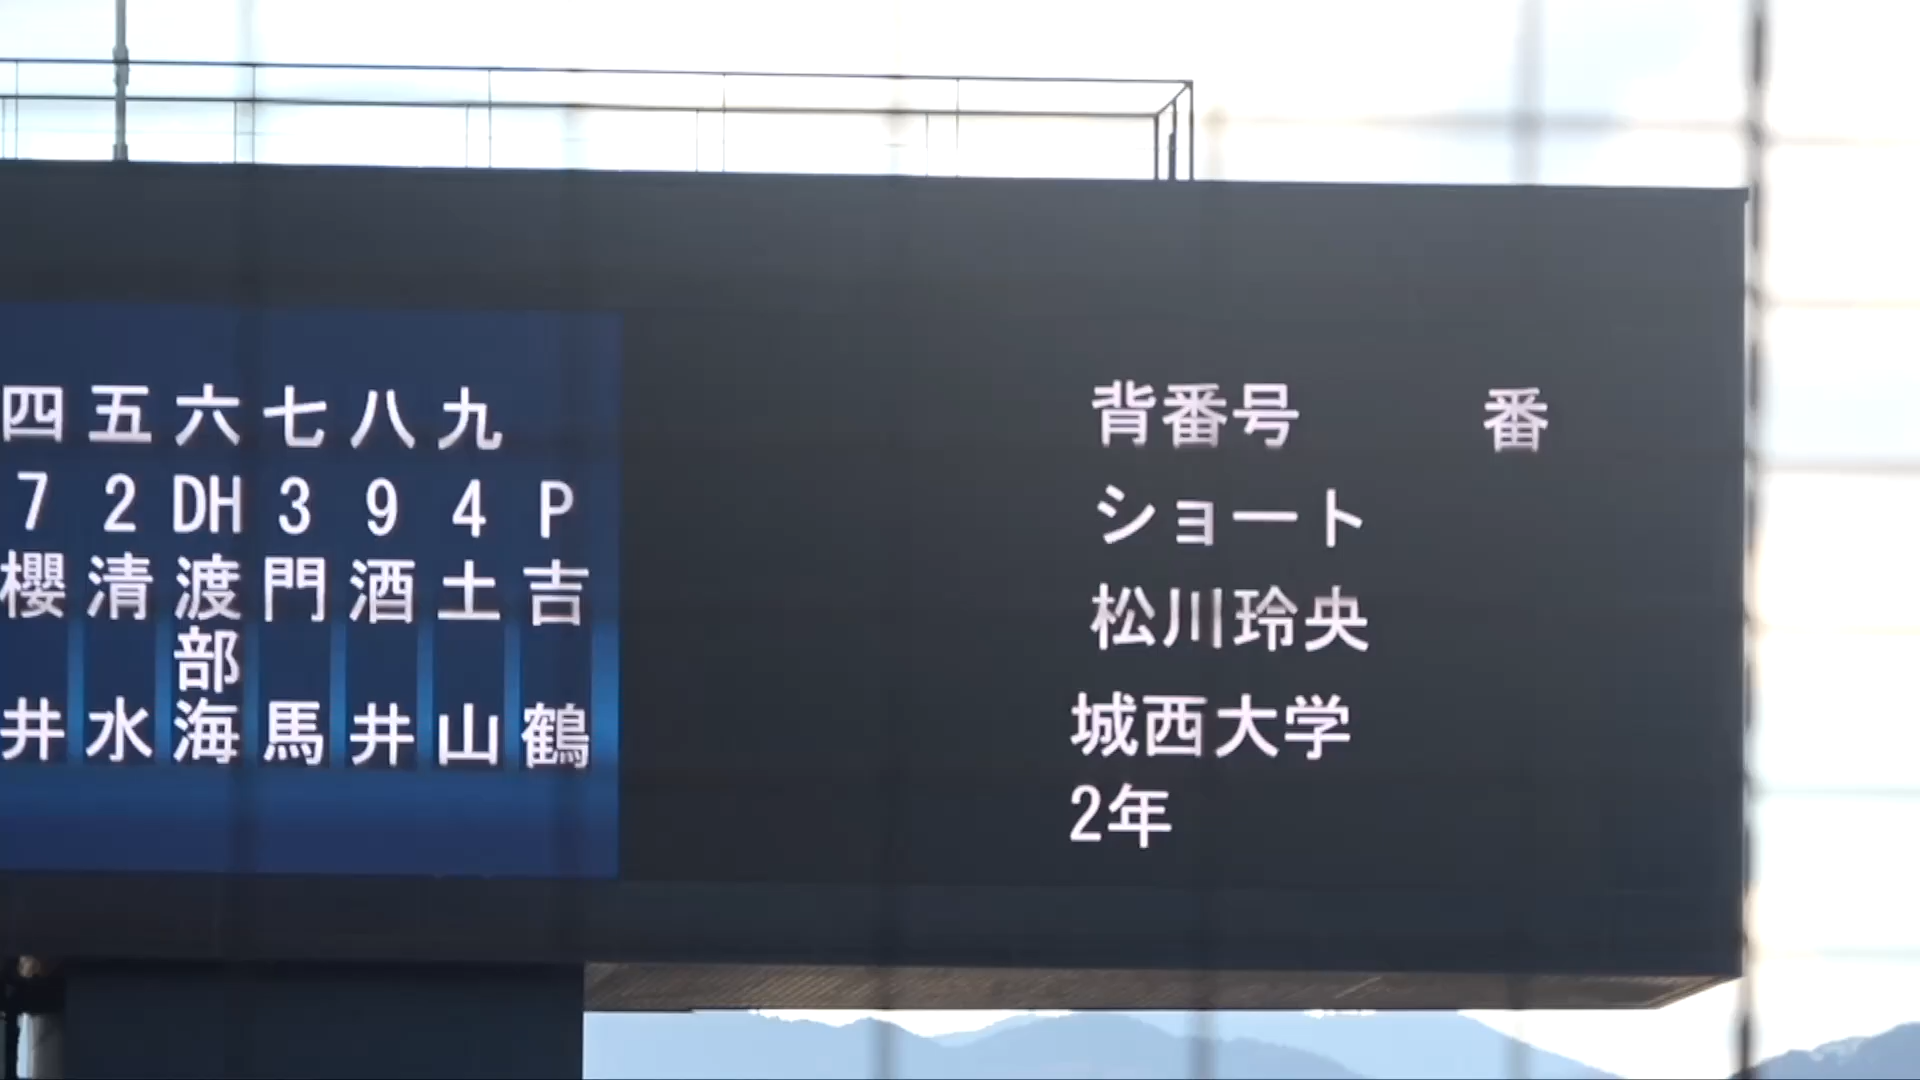 四 五 六 七 八 九
7 2 DH 3 9 4 P
櫻井 清水 渡部海 門馬 酒井 土山 吉鶴
背番号 番
ショート
松川玲央
城西大学
2年